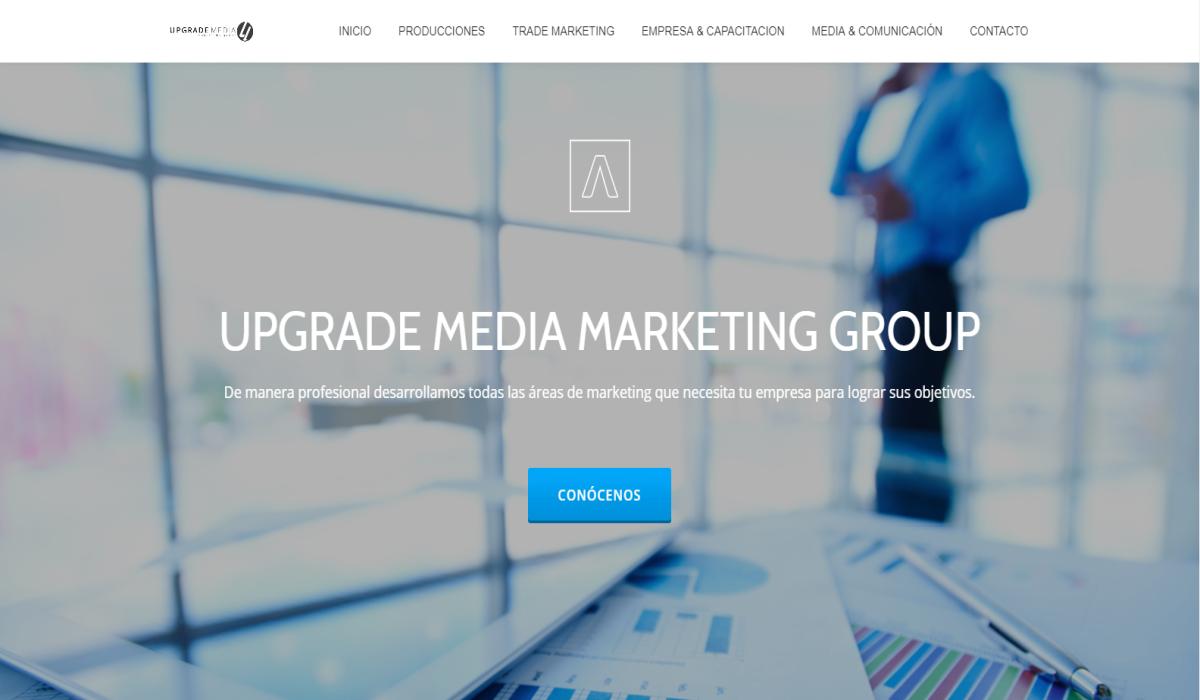 UPGRADE MEDIA
INICIO PRODUCCIONES TRADE MARKETING EMPRESA & CAPACITACION MEDIA & COMUNICACIÓN CONTACTO
UPGRADE MEDIA MARKETING GROUP
De manera profesional desarrollamos todas las áreas de marketing que necesita tu empresa para lograr sus objetivos.
CONÓCENOS